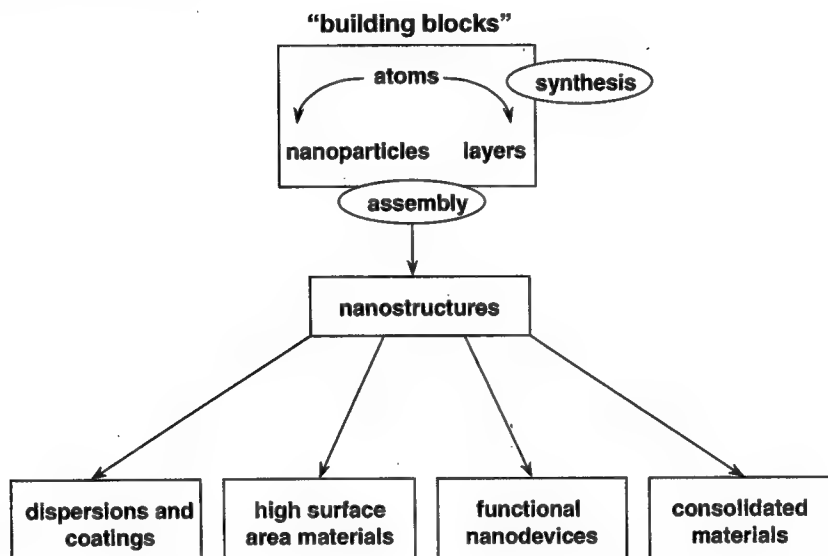 "building blocks"
atoms
synthesis
nanoparticles layers
assembly
nanostructures
dispersions and
coatings
high surface
area materials
functional
nanodevices
consolidated
materials